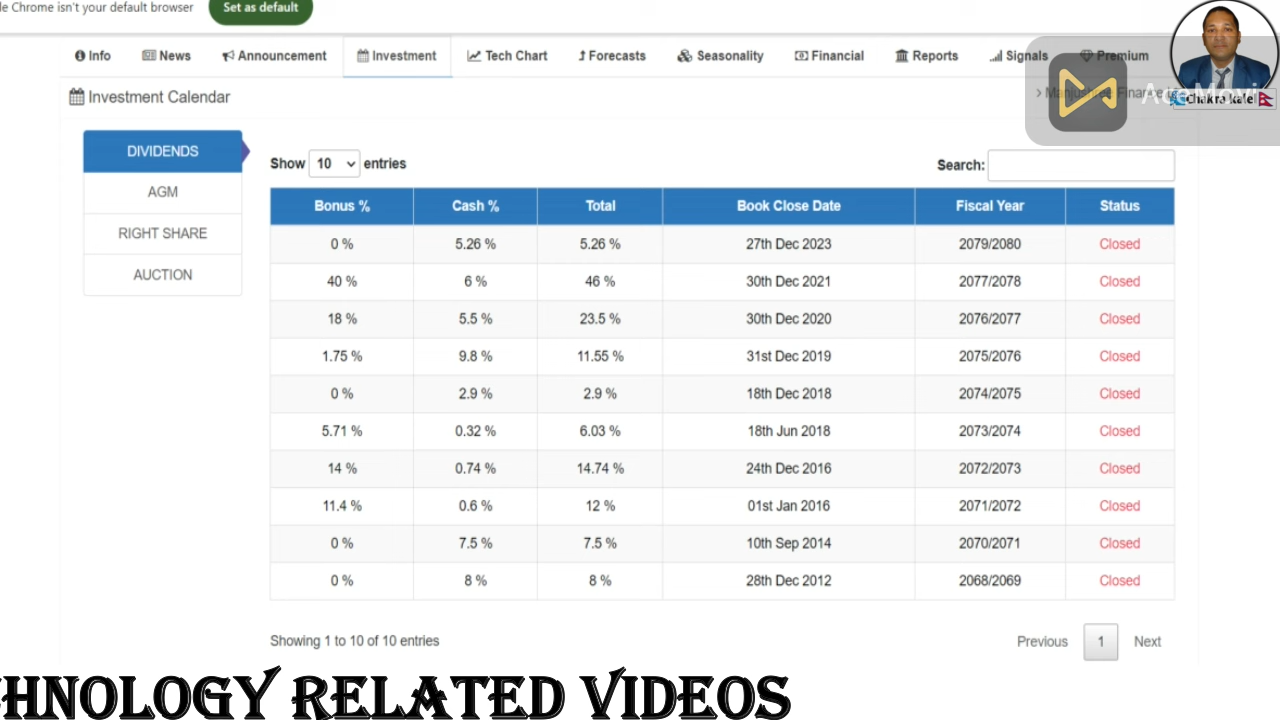 le Chrome isn't your default browser Set as default
Info News Announcement Investment Tech Chart Forecasts Seasonality Financial Reports Signals Premium
Investment Calendar
> Manjushree Finance
Chakra Katel
DIVIDENDS
AGM
RIGHT SHARE
AUCTION
Show 10 entries Search:
Bonus % Cash % Total Book Close Date Fiscal Year Status
0 % 5.26 % 5.26 % 27th Dec 2023 2079/2080 Closed
40 % 6 % 46 % 30th Dec 2021 2077/2078 Closed
18 % 5.5 % 23.5 % 30th Dec 2020 2076/2077 Closed
1.75 % 9.8 % 11.55 % 31st Dec 2019 2075/2076 Closed
0 % 2.9 % 2.9 % 18th Dec 2018 2074/2075 Closed
5.71 % 0.32 % 6.03 % 18th Jun 2018 2073/2074 Closed
14 % 0.74 % 14.74 % 24th Dec 2016 2072/2073 Closed
11.4 % 0.6 % 12 % 01st Jan 2016 2071/2072 Closed
0 % 7.5 % 7.5 % 10th Sep 2014 2070/2071 Closed
0 % 8 % 8 % 28th Dec 2012 2068/2069 Closed
Showing 1 to 10 of 10 entries Previous 1 Next
CHNOLOGY RELATED VIDEOS